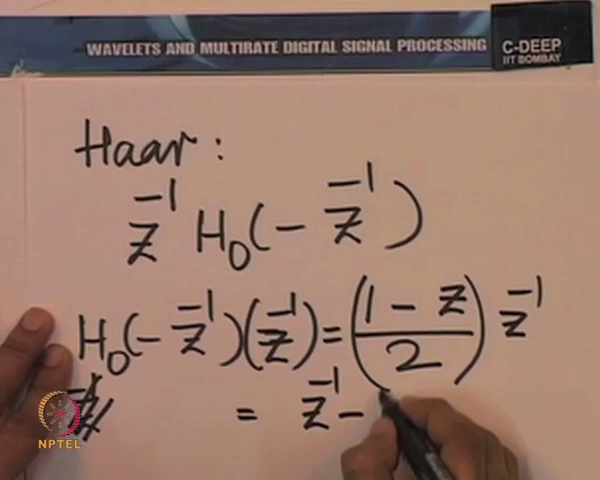 WAVELETS AND MULTIRATE DIGITAL SIGNAL PROCESSING
C-DEEP
IIT BOMBAY
Haar :
z⁻¹ H₀(- z⁻¹)
H₀(- z⁻¹)(z⁻¹) = ((1 - z)/2) z⁻¹
= z⁻¹ -
NPTEL